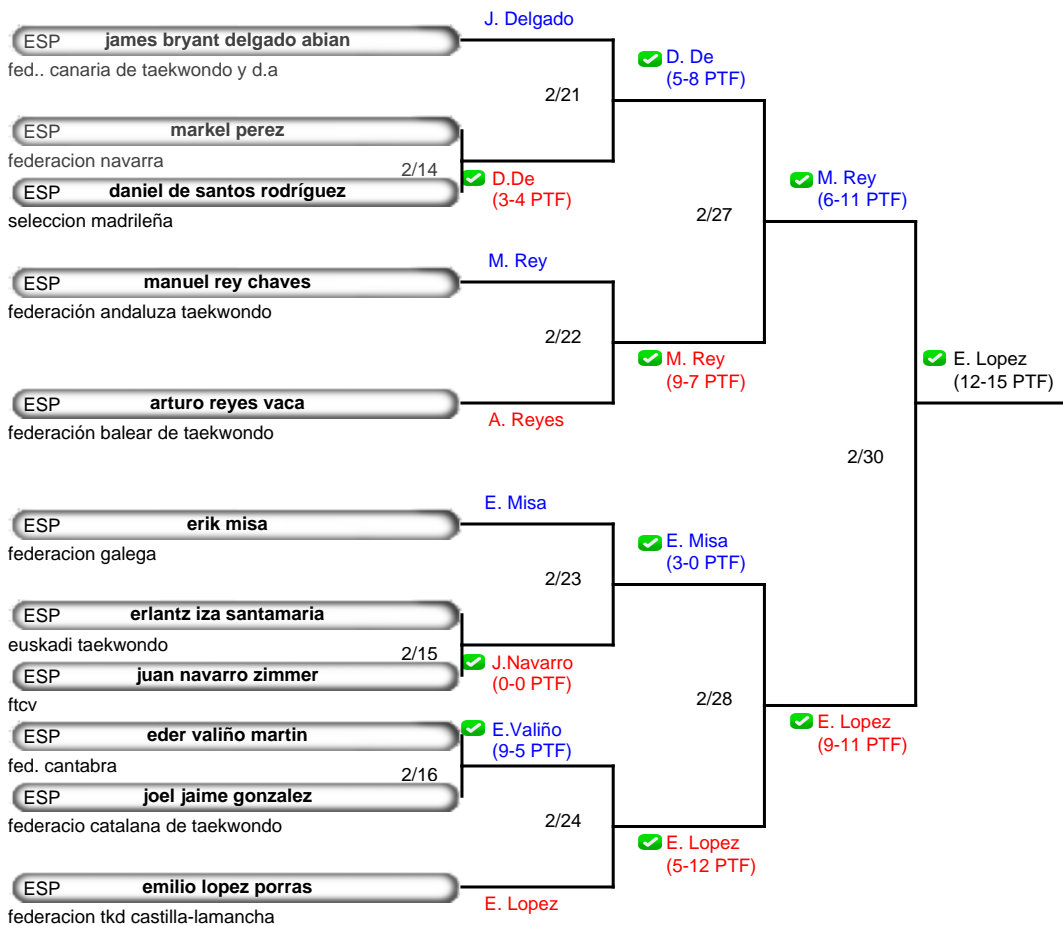 J. Delgado
ESP james bryant delgado abian
fed.. canaria de taekwondo y d.a
D. De
(5-8 PTF)
2/21
ESP markel perez
federacion navarra
2/14
D.De
(3-4 PTF)
ESP daniel de santos rodríguez
seleccion madrileña
M. Rey
(6-11 PTF)
2/27
M. Rey
ESP manuel rey chaves
federación andaluza taekwondo
2/22
M. Rey
(9-7 PTF)
E. Lopez
(12-15 PTF)
ESP arturo reyes vaca
federación balear de taekwondo
A. Reyes
2/30
E. Misa
ESP erik misa
federacion galega
E. Misa
(3-0 PTF)
2/23
ESP erlantz iza santamaria
euskadi taekwondo
2/15
J.Navarro
(0-0 PTF)
ESP juan navarro zimmer
ftcv
2/28
E.Valiño
(9-5 PTF)
ESP eder valiño martin
fed. cantabra
E. Lopez
(9-11 PTF)
2/16
ESP joel jaime gonzalez
federacio catalana de taekwondo
2/24
E. Lopez
(5-12 PTF)
ESP emilio lopez porras
federacion tkd castilla-lamancha
E. Lopez